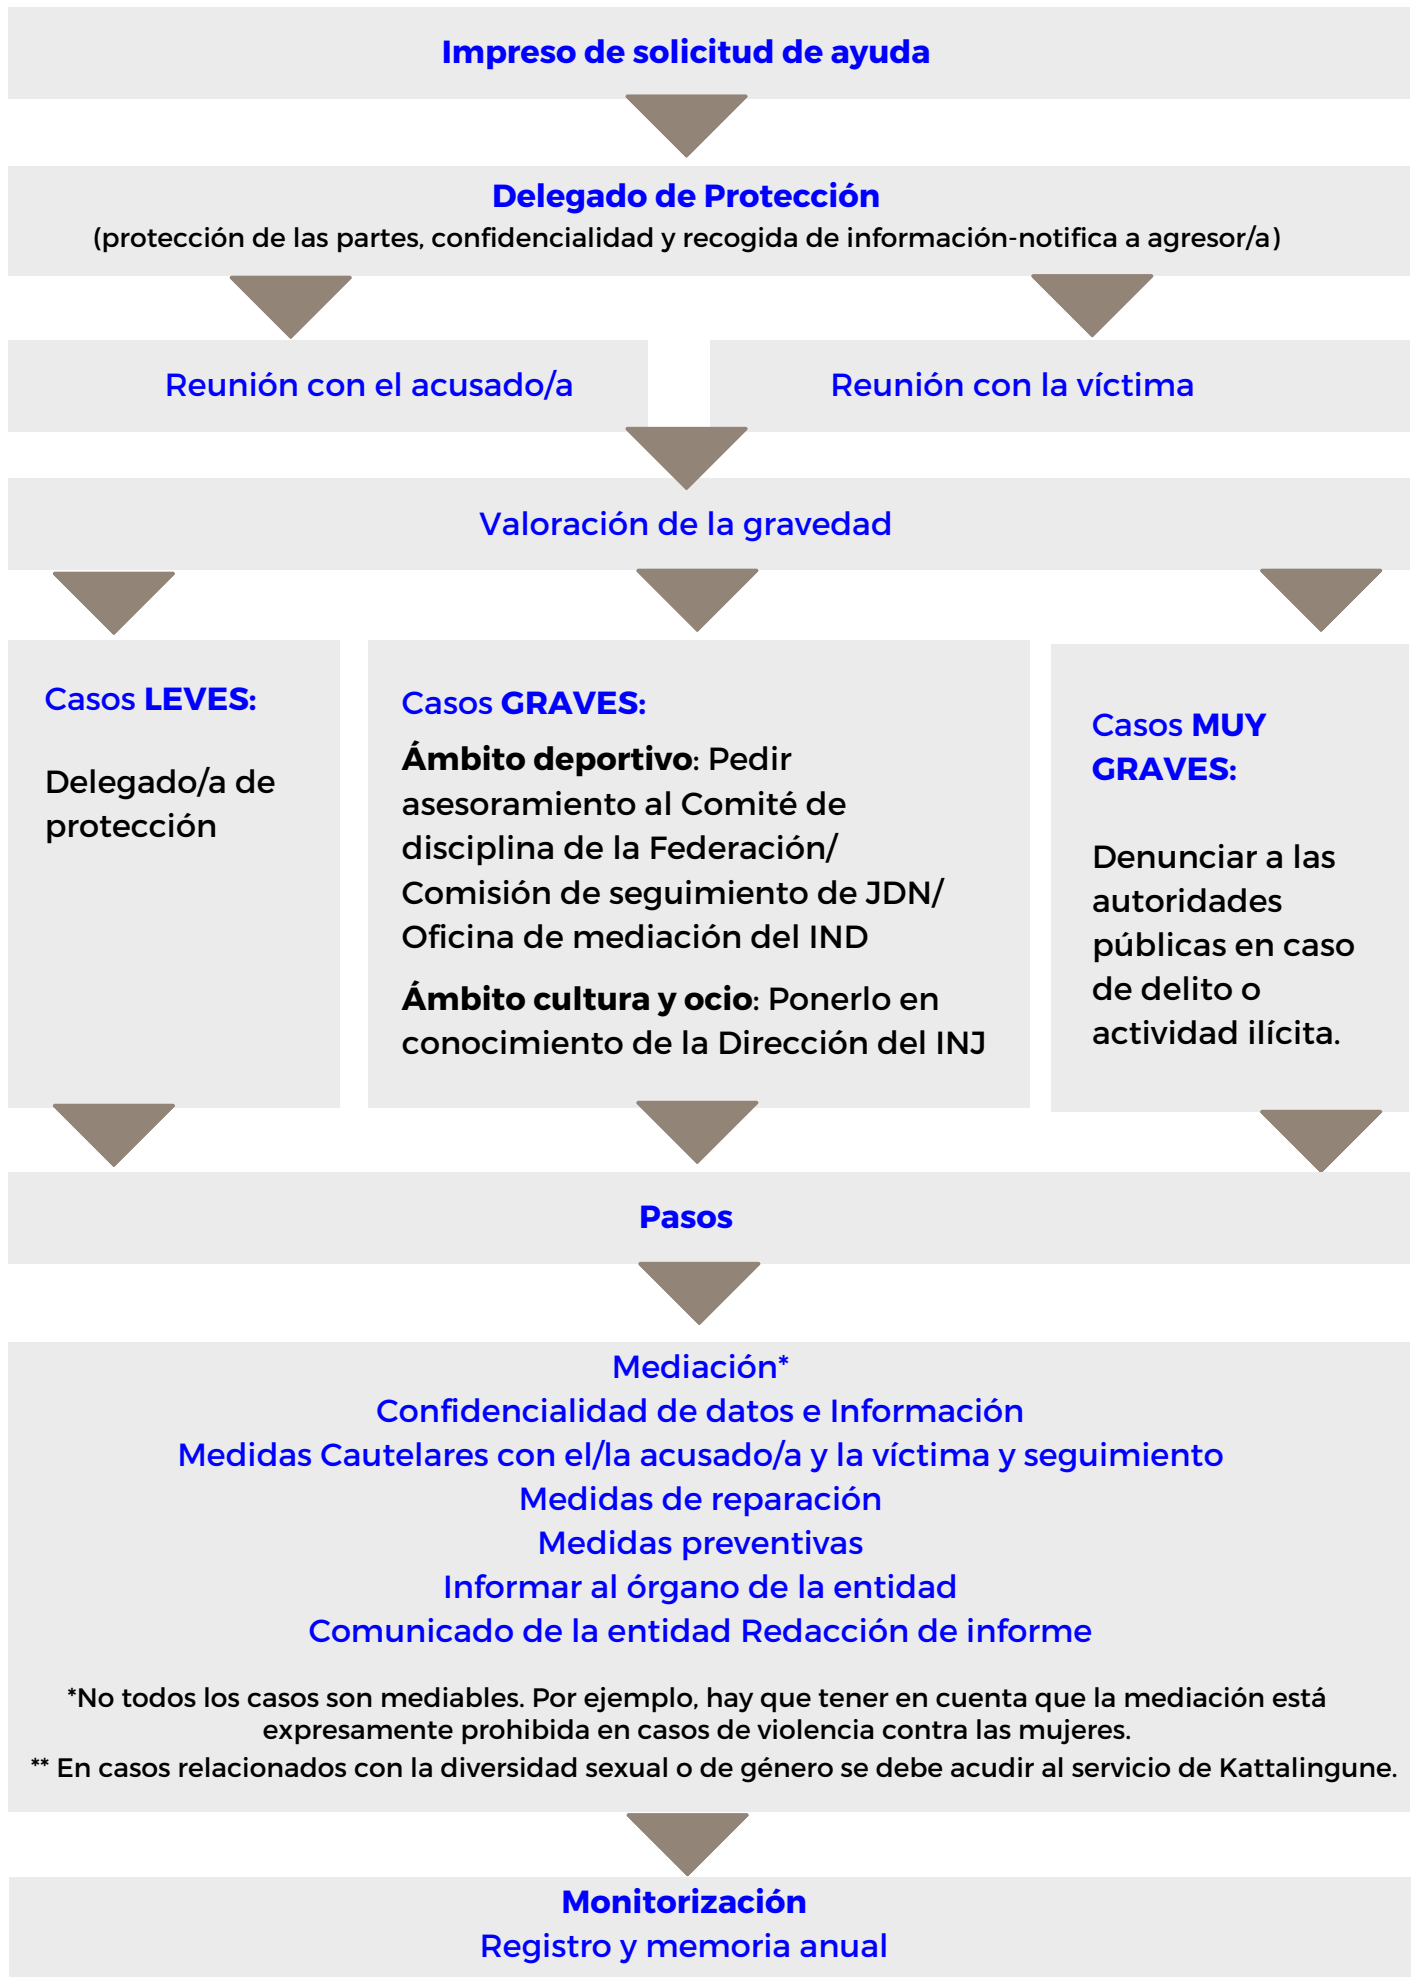 Impreso de solicitud de ayuda
Delegado de Protección
(protección de las partes, confidencialidad y recogida de información-notifica a agresor/a)
Reunión con el acusado/a
Reunión con la víctima
Valoración de la gravedad
Casos LEVES:
Delegado/a de
protección
Casos GRAVES:
Ámbito deportivo: Pedir
asesoramiento al Comité de
disciplina de la Federación/
Comisión de seguimiento de JDN/
Oficina de mediación del IND
Ámbito cultura y ocio: Ponerlo en
conocimiento de la Dirección del INJ
Casos MUY
GRAVES:
Denunciar a las
autoridades
públicas en caso
de delito o
actividad ilícita.
Pasos
Mediación*
Confidencialidad de datos e Información
Medidas Cautelares con el/la acusado/a y la víctima y seguimiento
Medidas de reparación
Medidas preventivas
Informar al órgano de la entidad
Comunicado de la entidad Redacción de informe
*No todos los casos son mediables. Por ejemplo, hay que tener en cuenta que la mediación está
expresamente prohibida en casos de violencia contra las mujeres.
** En casos relacionados con la diversidad sexual o de género se debe acudir al servicio de Kattalingune.
Monitorización
Registro y memoria anual